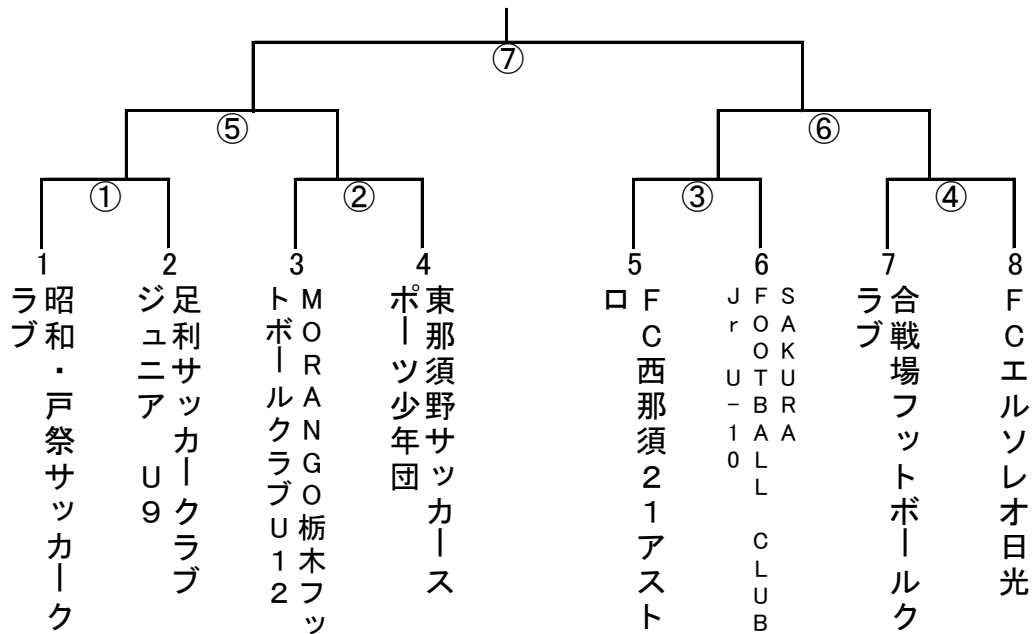 ⑦
⑤
⑥
①
②
③
④
1
2
3
4
5
6
7
8
昭和・戸祭サッカーク
ラブ
足利サッカークラブ
ジュニア　U9
MORANGO栃木フッ
トボールクラブU12
東那須野サッカース
ポーツ少年団
FC西那須21アスト
ロ
SAKURA
FOOTBALL CLUB
Jr U-10
合戦場フットボールク
ラブ
FCエルソレオ日光